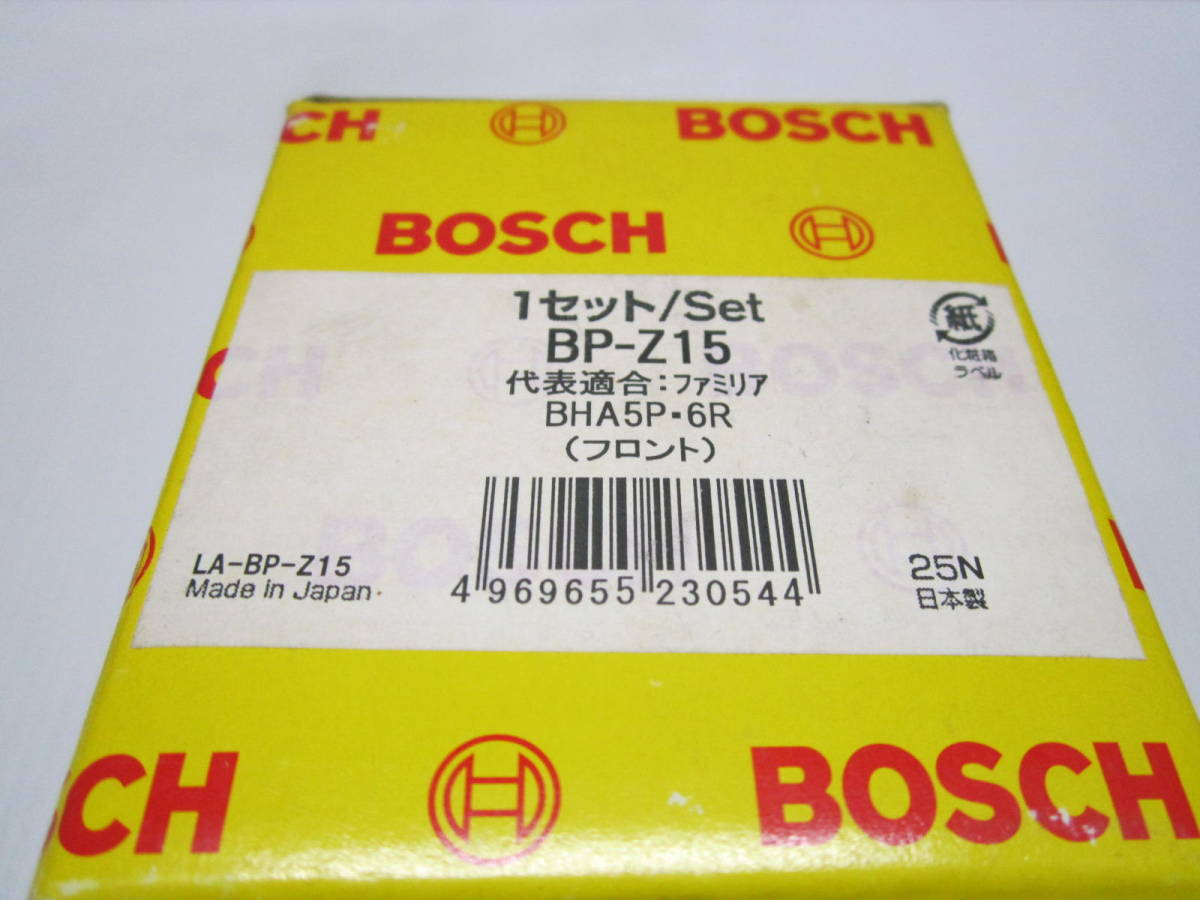 CH BOSCH
BOSCH
1セット/Set
BP-Z15
代表適合:ファミリア
BHA5P・6R
(フロント)
紙
化粧箱
ラベル
LA-BP-Z15
Made in Japan
4 969655 230544
25N
日本製
CH BOSCH